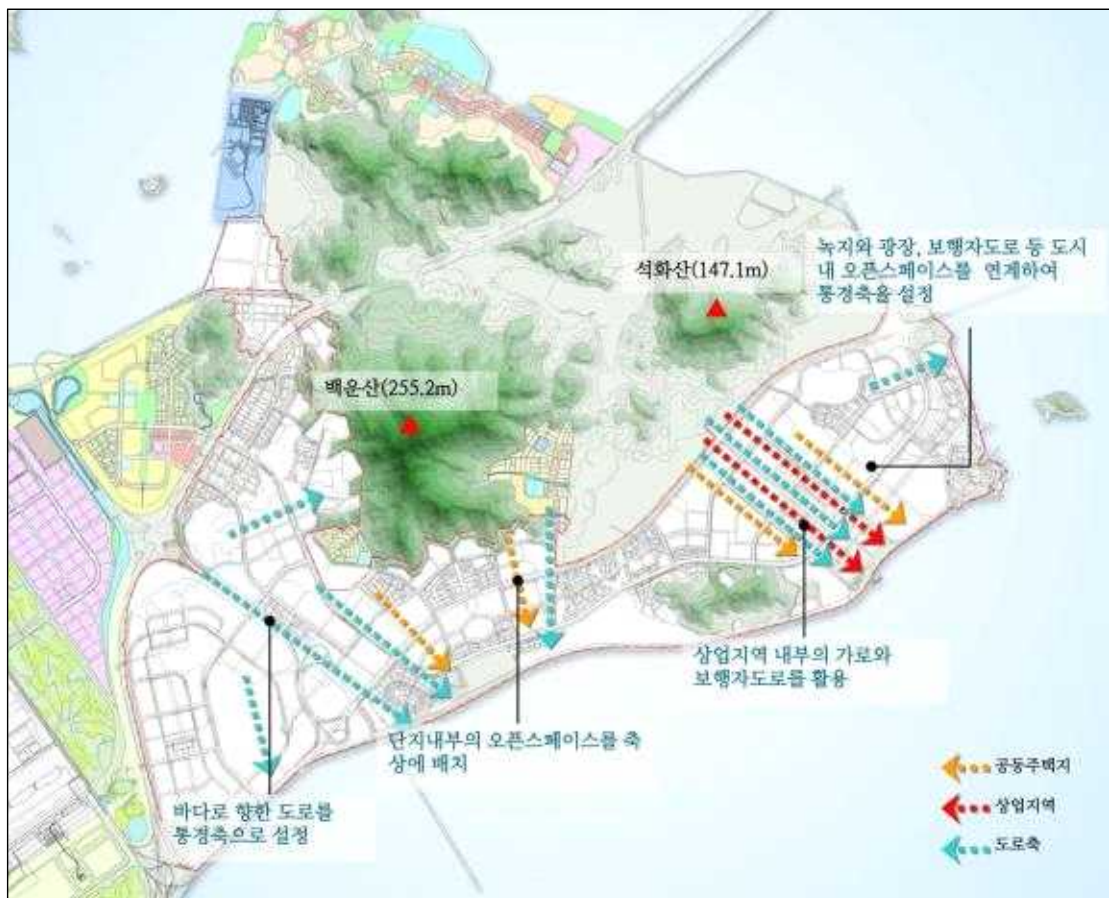 녹지와 광장, 보행자도로 등 도시
내 오픈스페이스를 연계하여
통경축을 설정
석화산(147.1m)
백운산(255.2m)
상업지역 내부의 가로와
보행자도로를 활용
단지내부의 오픈스페이스를 축
상에 배치
바다로 향한 도로를
통경축으로 설정
공동주택지
상업지역
도로축